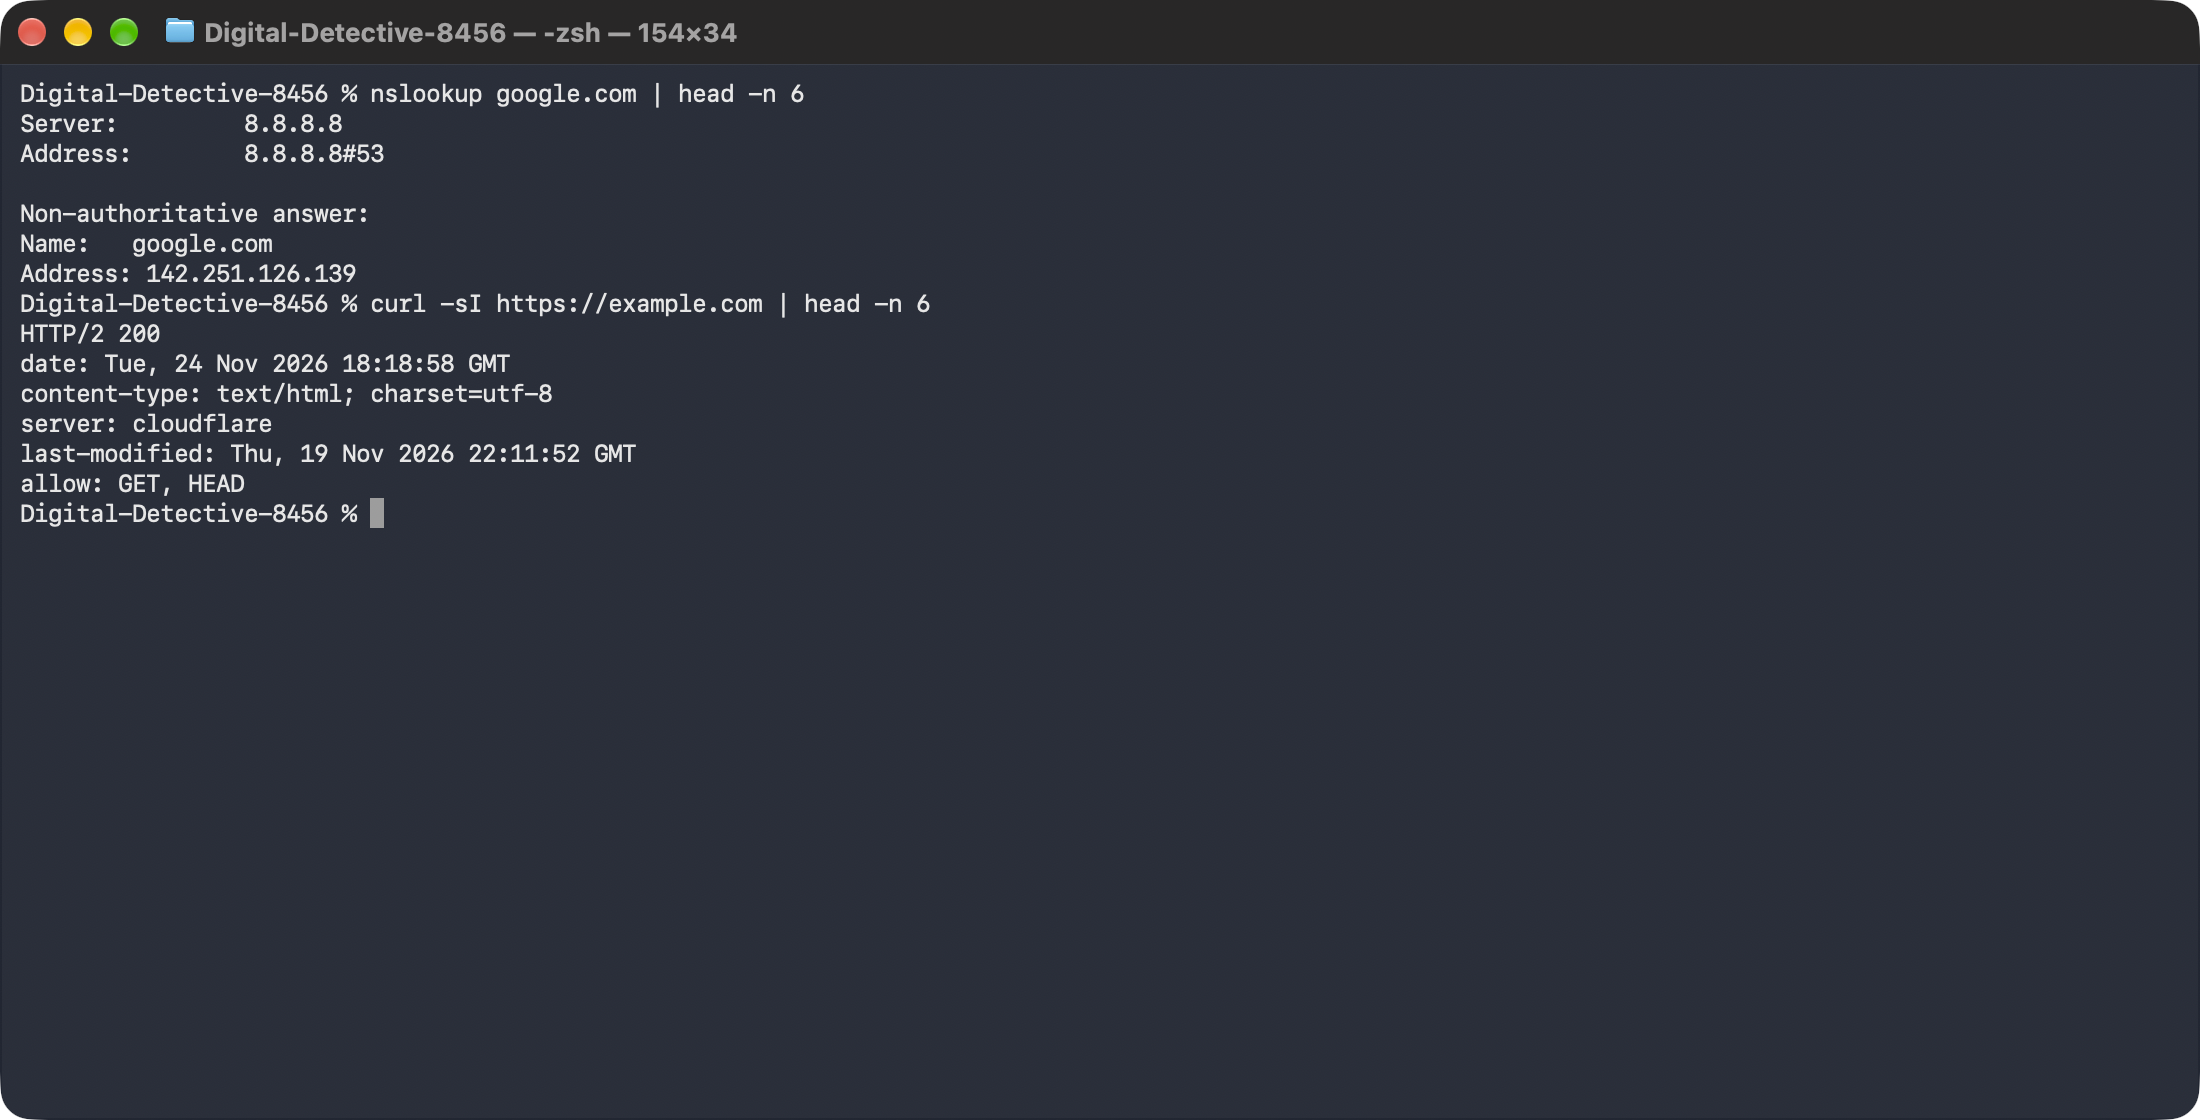 Digital-Detective-8456 — -zsh — 154×34
Digital-Detective-8456 % nslookup google.com | head -n 6
Server:		8.8.8.8
Address:	8.8.8.8#53

Non-authoritative answer:
Name:	google.com
Address: 142.251.126.139
Digital-Detective-8456 % curl -sI https://example.com | head -n 6
HTTP/2 200
date: Tue, 24 Nov 2026 18:18:58 GMT
content-type: text/html; charset=utf-8
server: cloudflare
last-modified: Thu, 19 Nov 2026 22:11:52 GMT
allow: GET, HEAD
Digital-Detective-8456 %